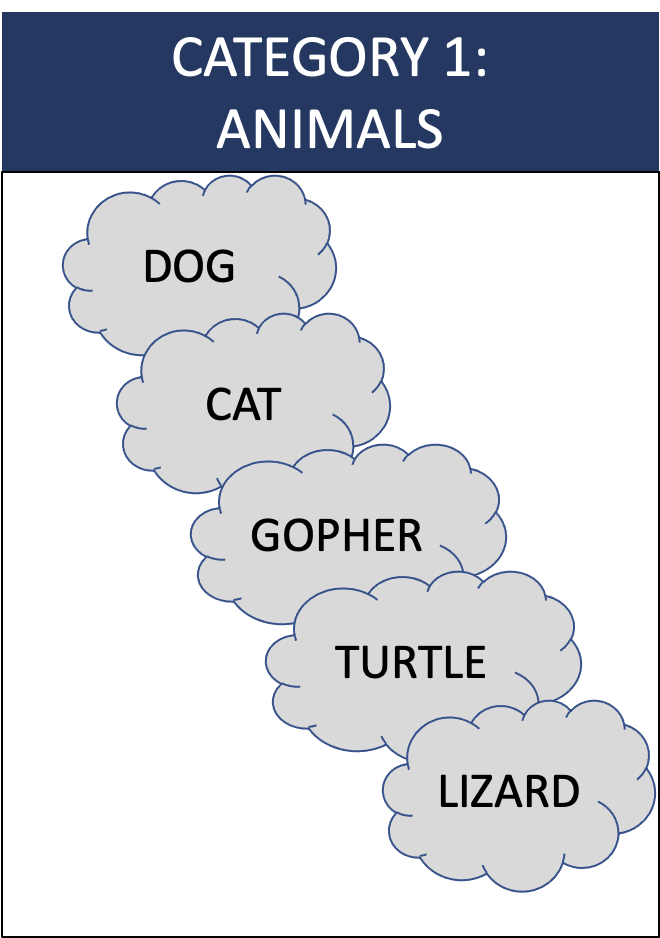 CATEGORY 1:
ANIMALS
DOG
CAT
GOPHER
TURTLE
LIZARD